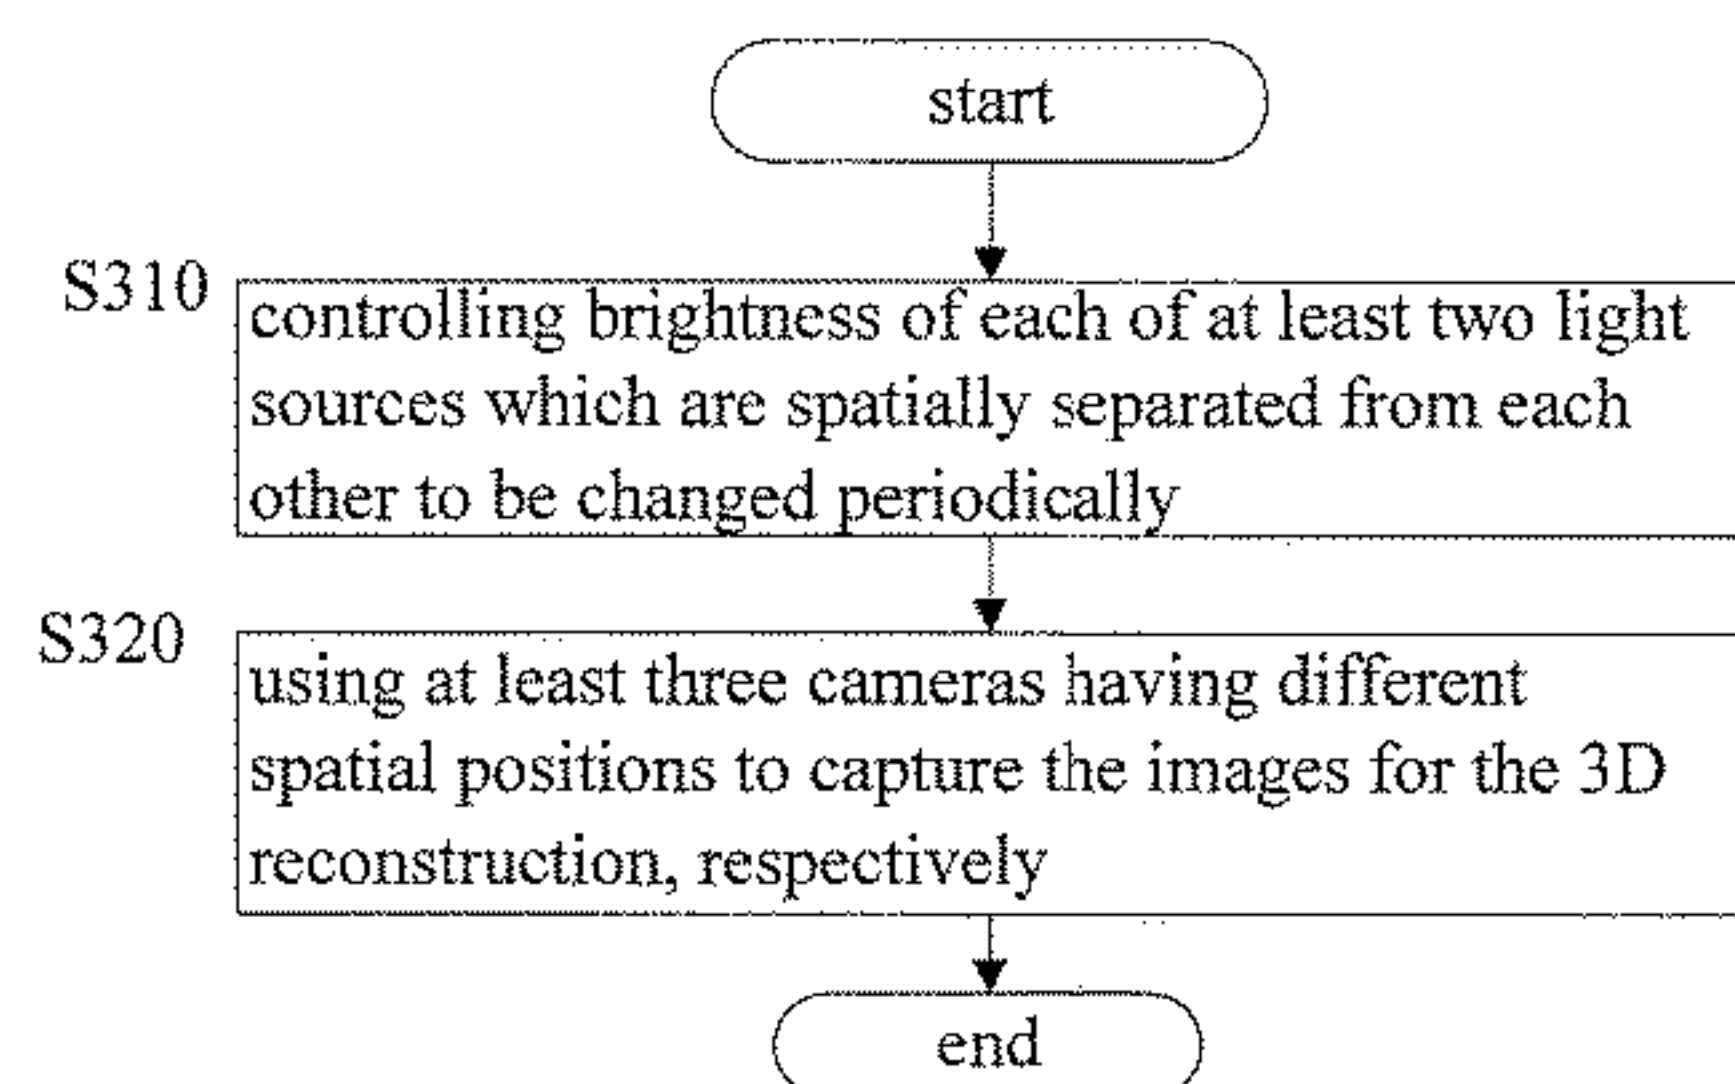 start
S310
controlling brightness of each of at least two light
sources which are spatially separated from each
other to be changed periodically
S320
using at least three cameras having different
spatial positions to capture the images for the 3D
reconstruction, respectively
end